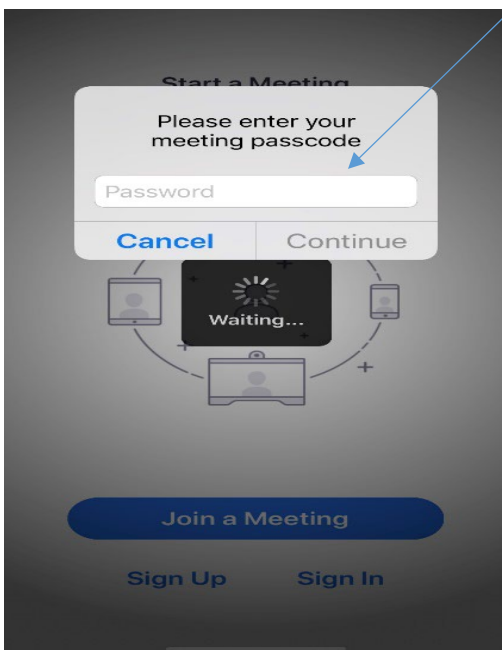 Start a Meeting
Please enter your
meeting passcode
Password
Cancel Continue
Waiting...
Join a Meeting
Sign Up Sign In